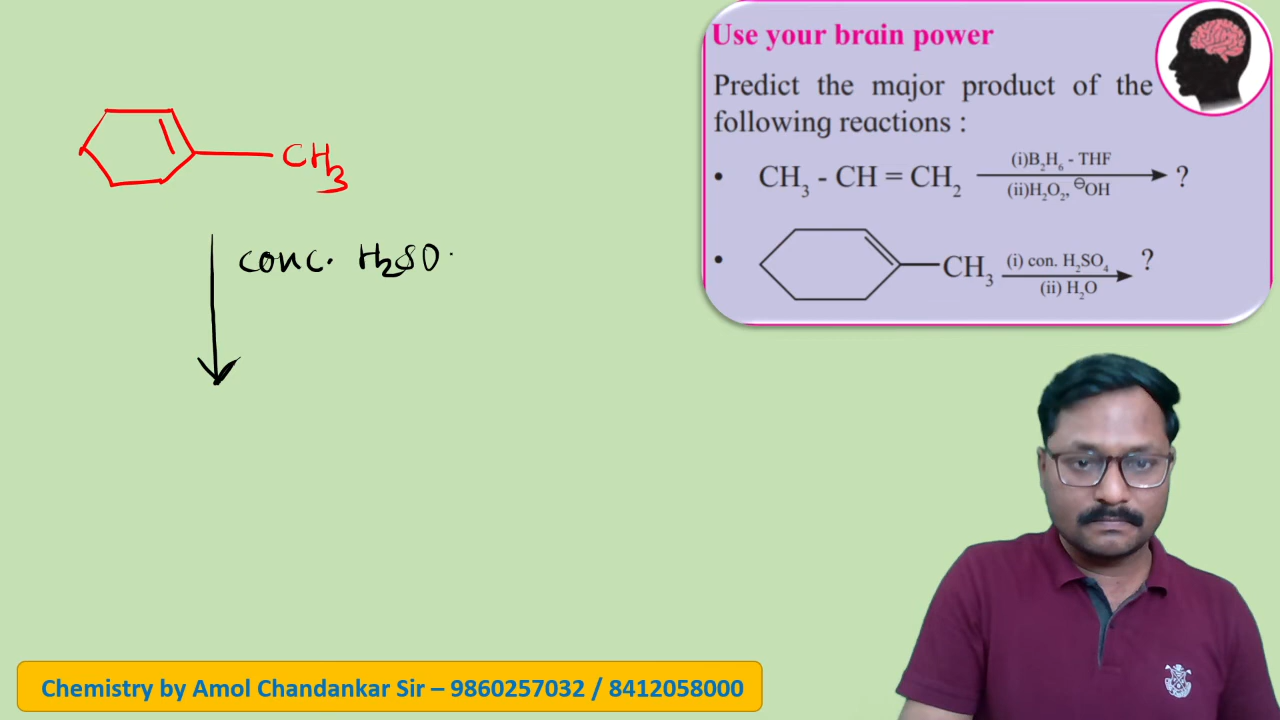 Use your brain power
Predict the major product of the
following reactions :
• CH₃ - CH = CH₂ (i)B₂H₆ - THF ?
(ii)H₂O₂, ⊖OH
• CH₃ (i) con. H₂SO₄ ?
(ii) H₂O
CH₃
conc. H₂SO.
Chemistry by Amol Chandankar Sir – 9860257032 / 8412058000